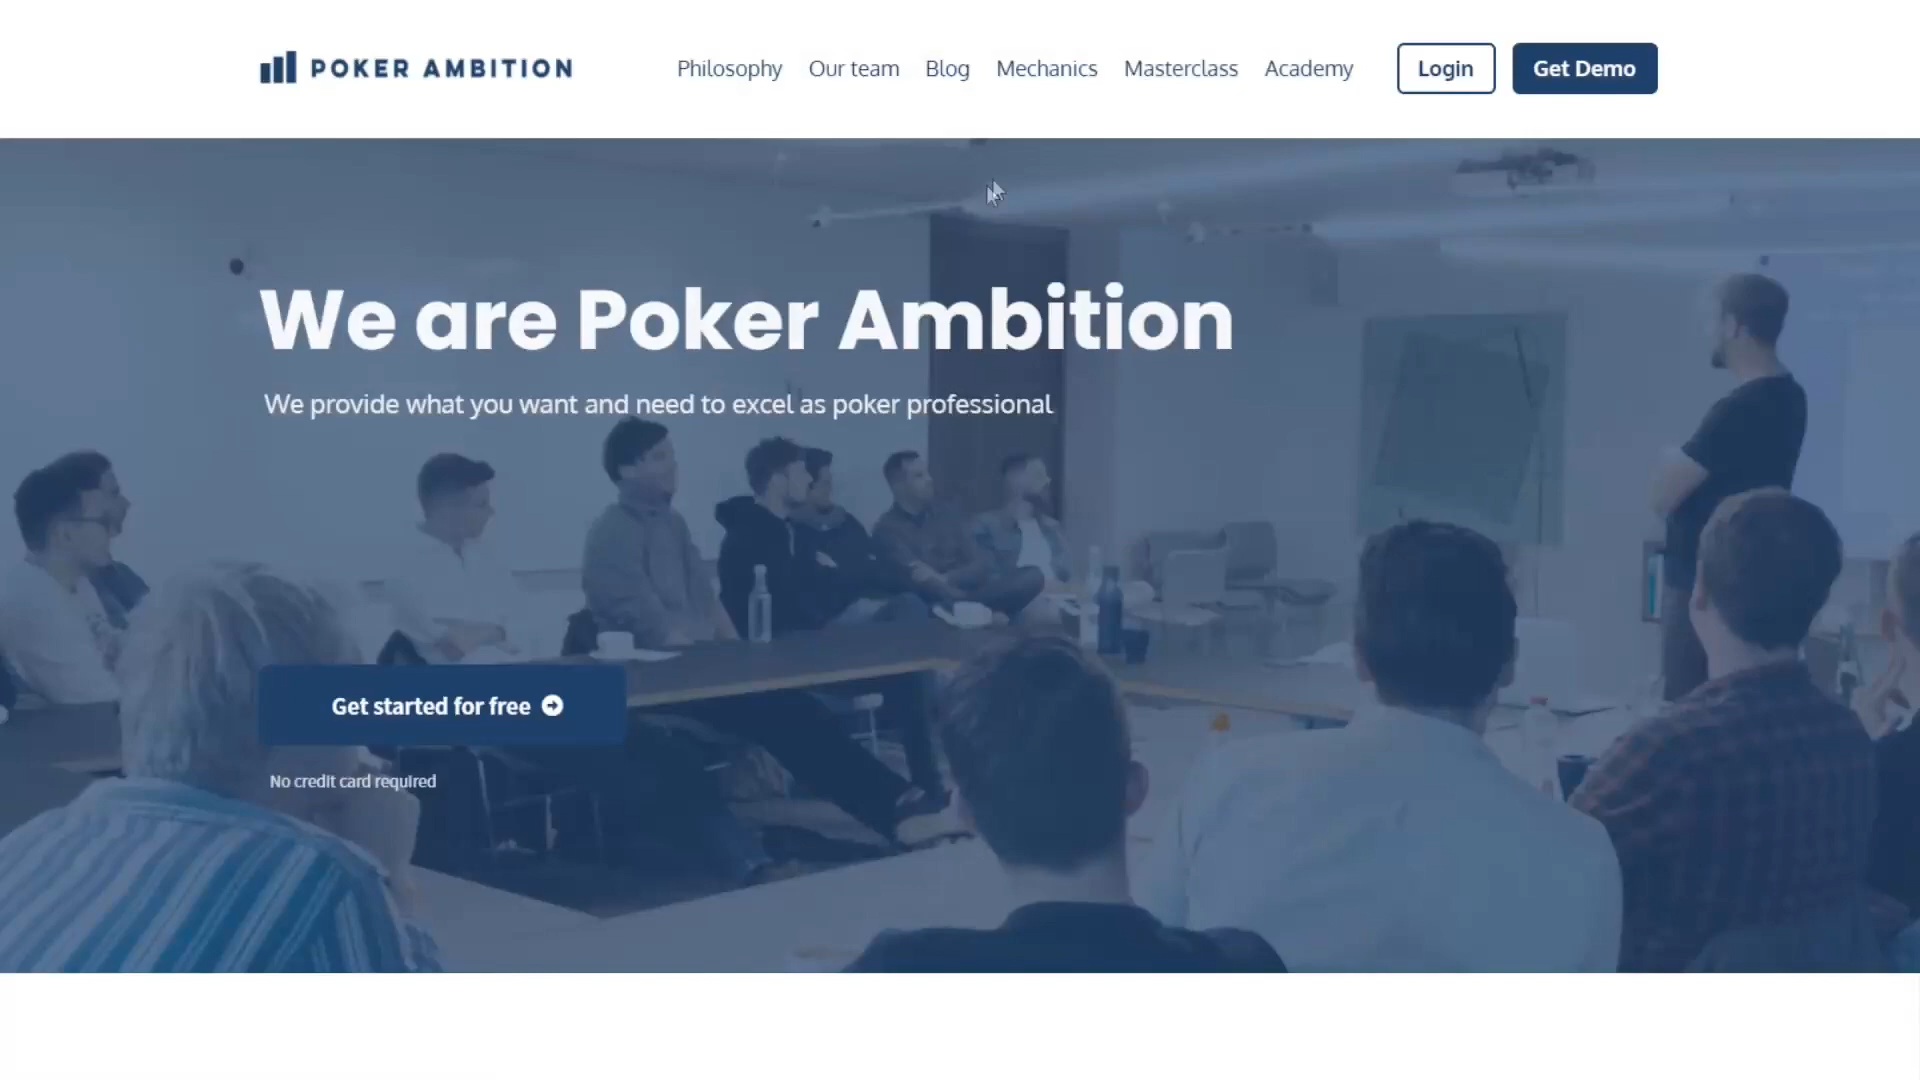 POKER AMBITION
Philosophy Our team Blog Mechanics Masterclass Academy Login Get Demo
We are Poker Ambition
We provide what you want and need to excel as poker professional
Get started for free
No credit card required